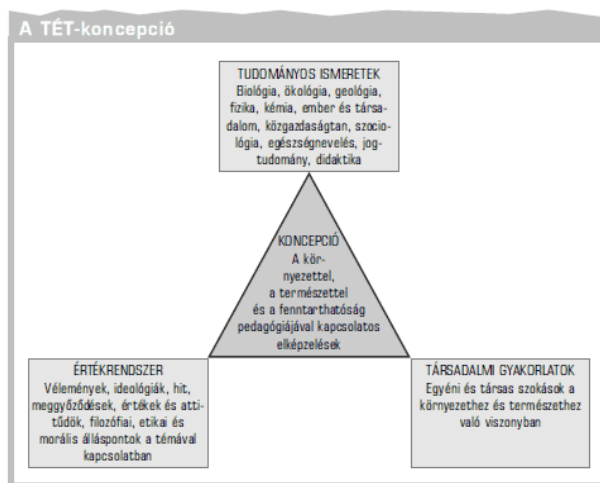 A TÉT-koncepció
TUDOMÁNYOS ISMERETEK
Biológia, ökológia, geológia,
fizika, kémia, ember és társa-
dalom, közgazdaságtan, szocio-
lógia, egészségnevelés, jog-
tudomány, didaktika
KONCEPCIÓ
A kör-
nyezettel,
a természettel
és a fenntarthatóság
pedagógiájával kapcsolatos
elképzelések
ÉRTÉKRENDSZER
Vélemények, ideológiák, hit,
meggyőződések, értékek és atti-
tűdök, filozófiai, etikai és
morális álláspontok a témával
kapcsolatban
TÁRSADALMI GYAKORLATOK
Egyéni és társas szokások a
környezethez és természethez
való viszonyban